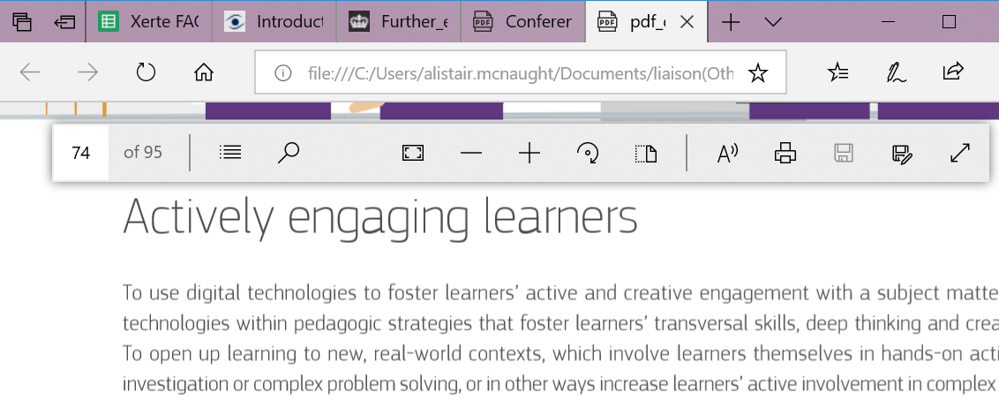 Xerte FAC Introduct Further_e Conferer pdf_
file:///C:/Users/alistair.mcnaught/Documents/liaison(Oth
74 of 95
Actively engaging learners
To use digital technologies to foster learners' active and creative engagement with a subject matte
technologies within pedagogic strategies that foster learners' transversal skills, deep thinking and crea
To open up learning to new, real-world contexts, which involve learners themselves in hands-on acti
investigation or complex problem solving, or in other ways increase learners' active involvement in complex